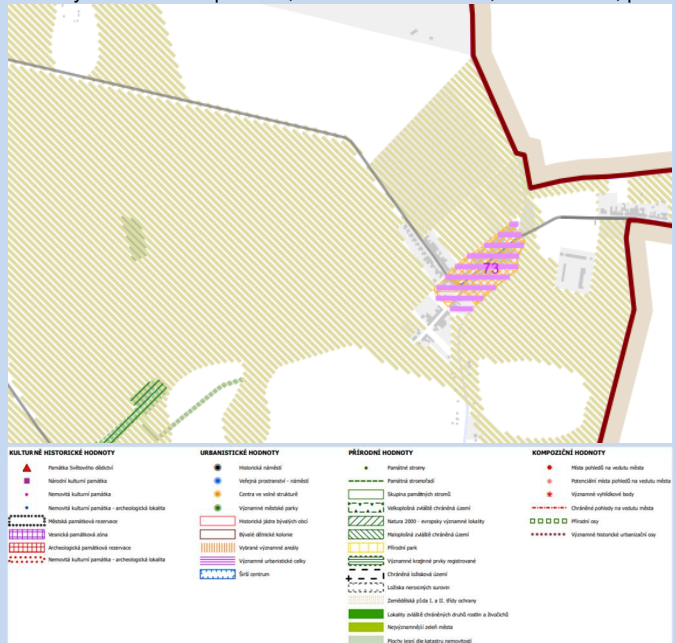 73
KULTURNĚ HISTORICKÉ HODNOTY
Památka Světového dědictví
Národní kulturní památka
Nemovitá kulturní památka
Nemovitá kulturní památka - archeologická lokalita
Městská památková rezervace
Vesnická památková zóna
Archeologická památková rezervace
Nemovitá kulturní památka - archeologická lokalita
URBANISTICKÉ HODNOTY
Historická náměstí
Veřejná prostranství - náměstí
Centra ve volné struktuře
Významné městské parky
Historická jádra bývalých obcí
Bývalé dělnické kolonie
Vybrané významné areály
Významné urbanistické celky
Širší centrum
PŘÍRODNÍ HODNOTY
Památné stromy
Památná stromořadí
Skupina památných stromů
Velkoplošná zvláště chráněná území
Natura 2000 - evropsky významné lokality
Maloplošná zvláště chráněná území
Přírodní park
Významné krajinné prvky registrované
Chráněná ložisková území
Ložiska nerostných surovin
Zemědělská půda I. a II. třídy ochrany
Lokality zvláště chráněných druhů rostlin a živočichů
Nejvýznamnější zeleň města
Plochy lesní dle katastru nemovitostí
KOMPOZIČNÍ HODNOTY
Místa pohledů na vedutu města
Potenciální místa pohledů na vedutu města
Významné vyhlídkové body
Chráněné pohledy na vedutu města
Přírodní osy
Významné historické urbanizační osy